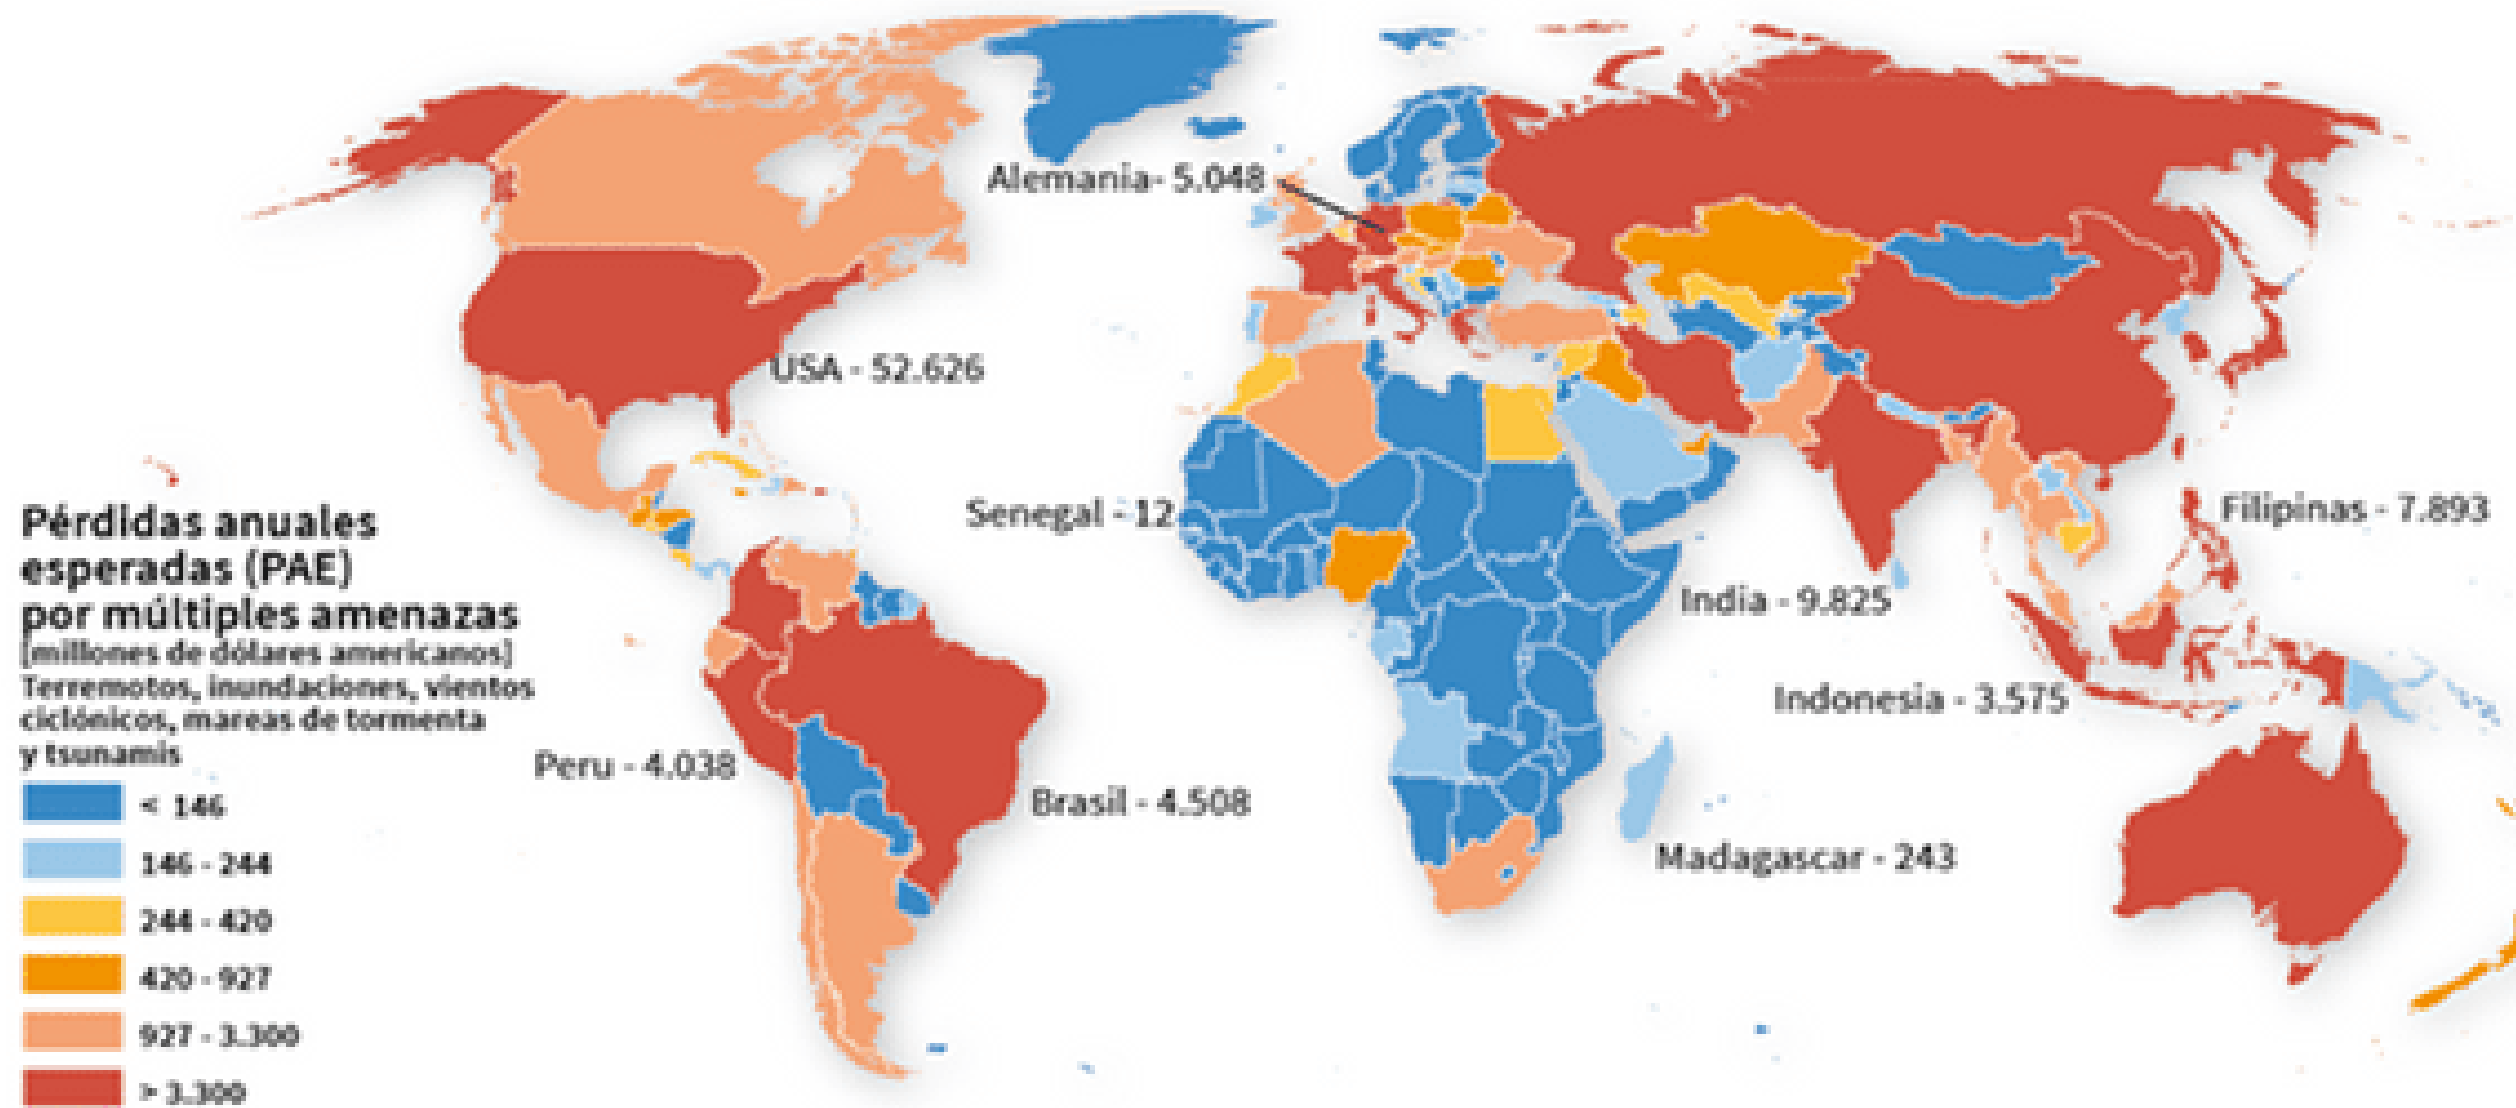 Alemania- 5.048
USA - 52.626
Senegal - 12
Filipinas - 7.893
India - 9.825
Indonesia - 3.575
Peru - 4.038
Brasil - 4.508
Madagascar - 243
Pérdidas anuales
esperadas (PAE)
por múltiples amenazas
[millones de dólares americanos]
Terremotos, inundaciones, vientos
ciclónicos, mareas de tormenta
y tsunamis
< 146
146 - 244
244 - 420
420 - 927
927 - 3.300
> 3.300